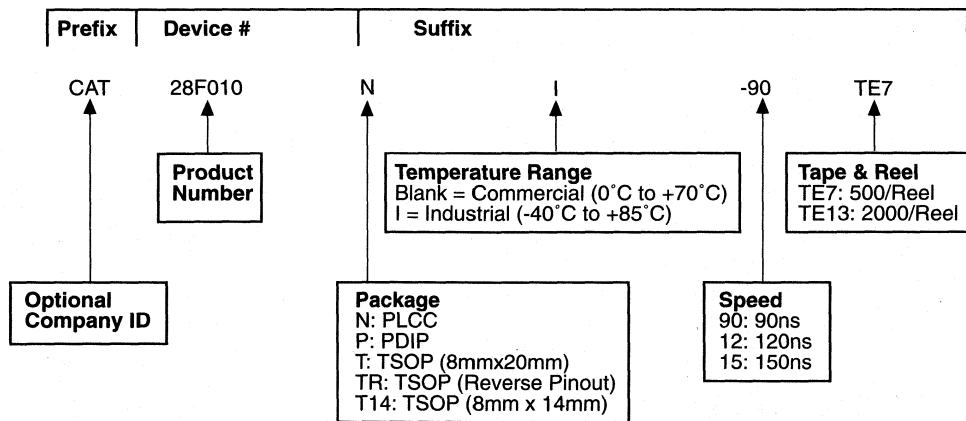 Prefix Device # Suffix
CAT 28F010 N I -90 TE7
Product
Number
Temperature Range
Blank = Commercial (0˚C to +70˚C)
I = Industrial (-40˚C to +85˚C)
Tape & Reel
TE7: 500/Reel
TE13: 2000/Reel
Optional
Company ID
Package
N: PLCC
P: PDIP
T: TSOP (8mmx20mm)
TR: TSOP (Reverse Pinout)
T14: TSOP (8mm x 14mm)
Speed
90: 90ns
12: 120ns
15: 150ns